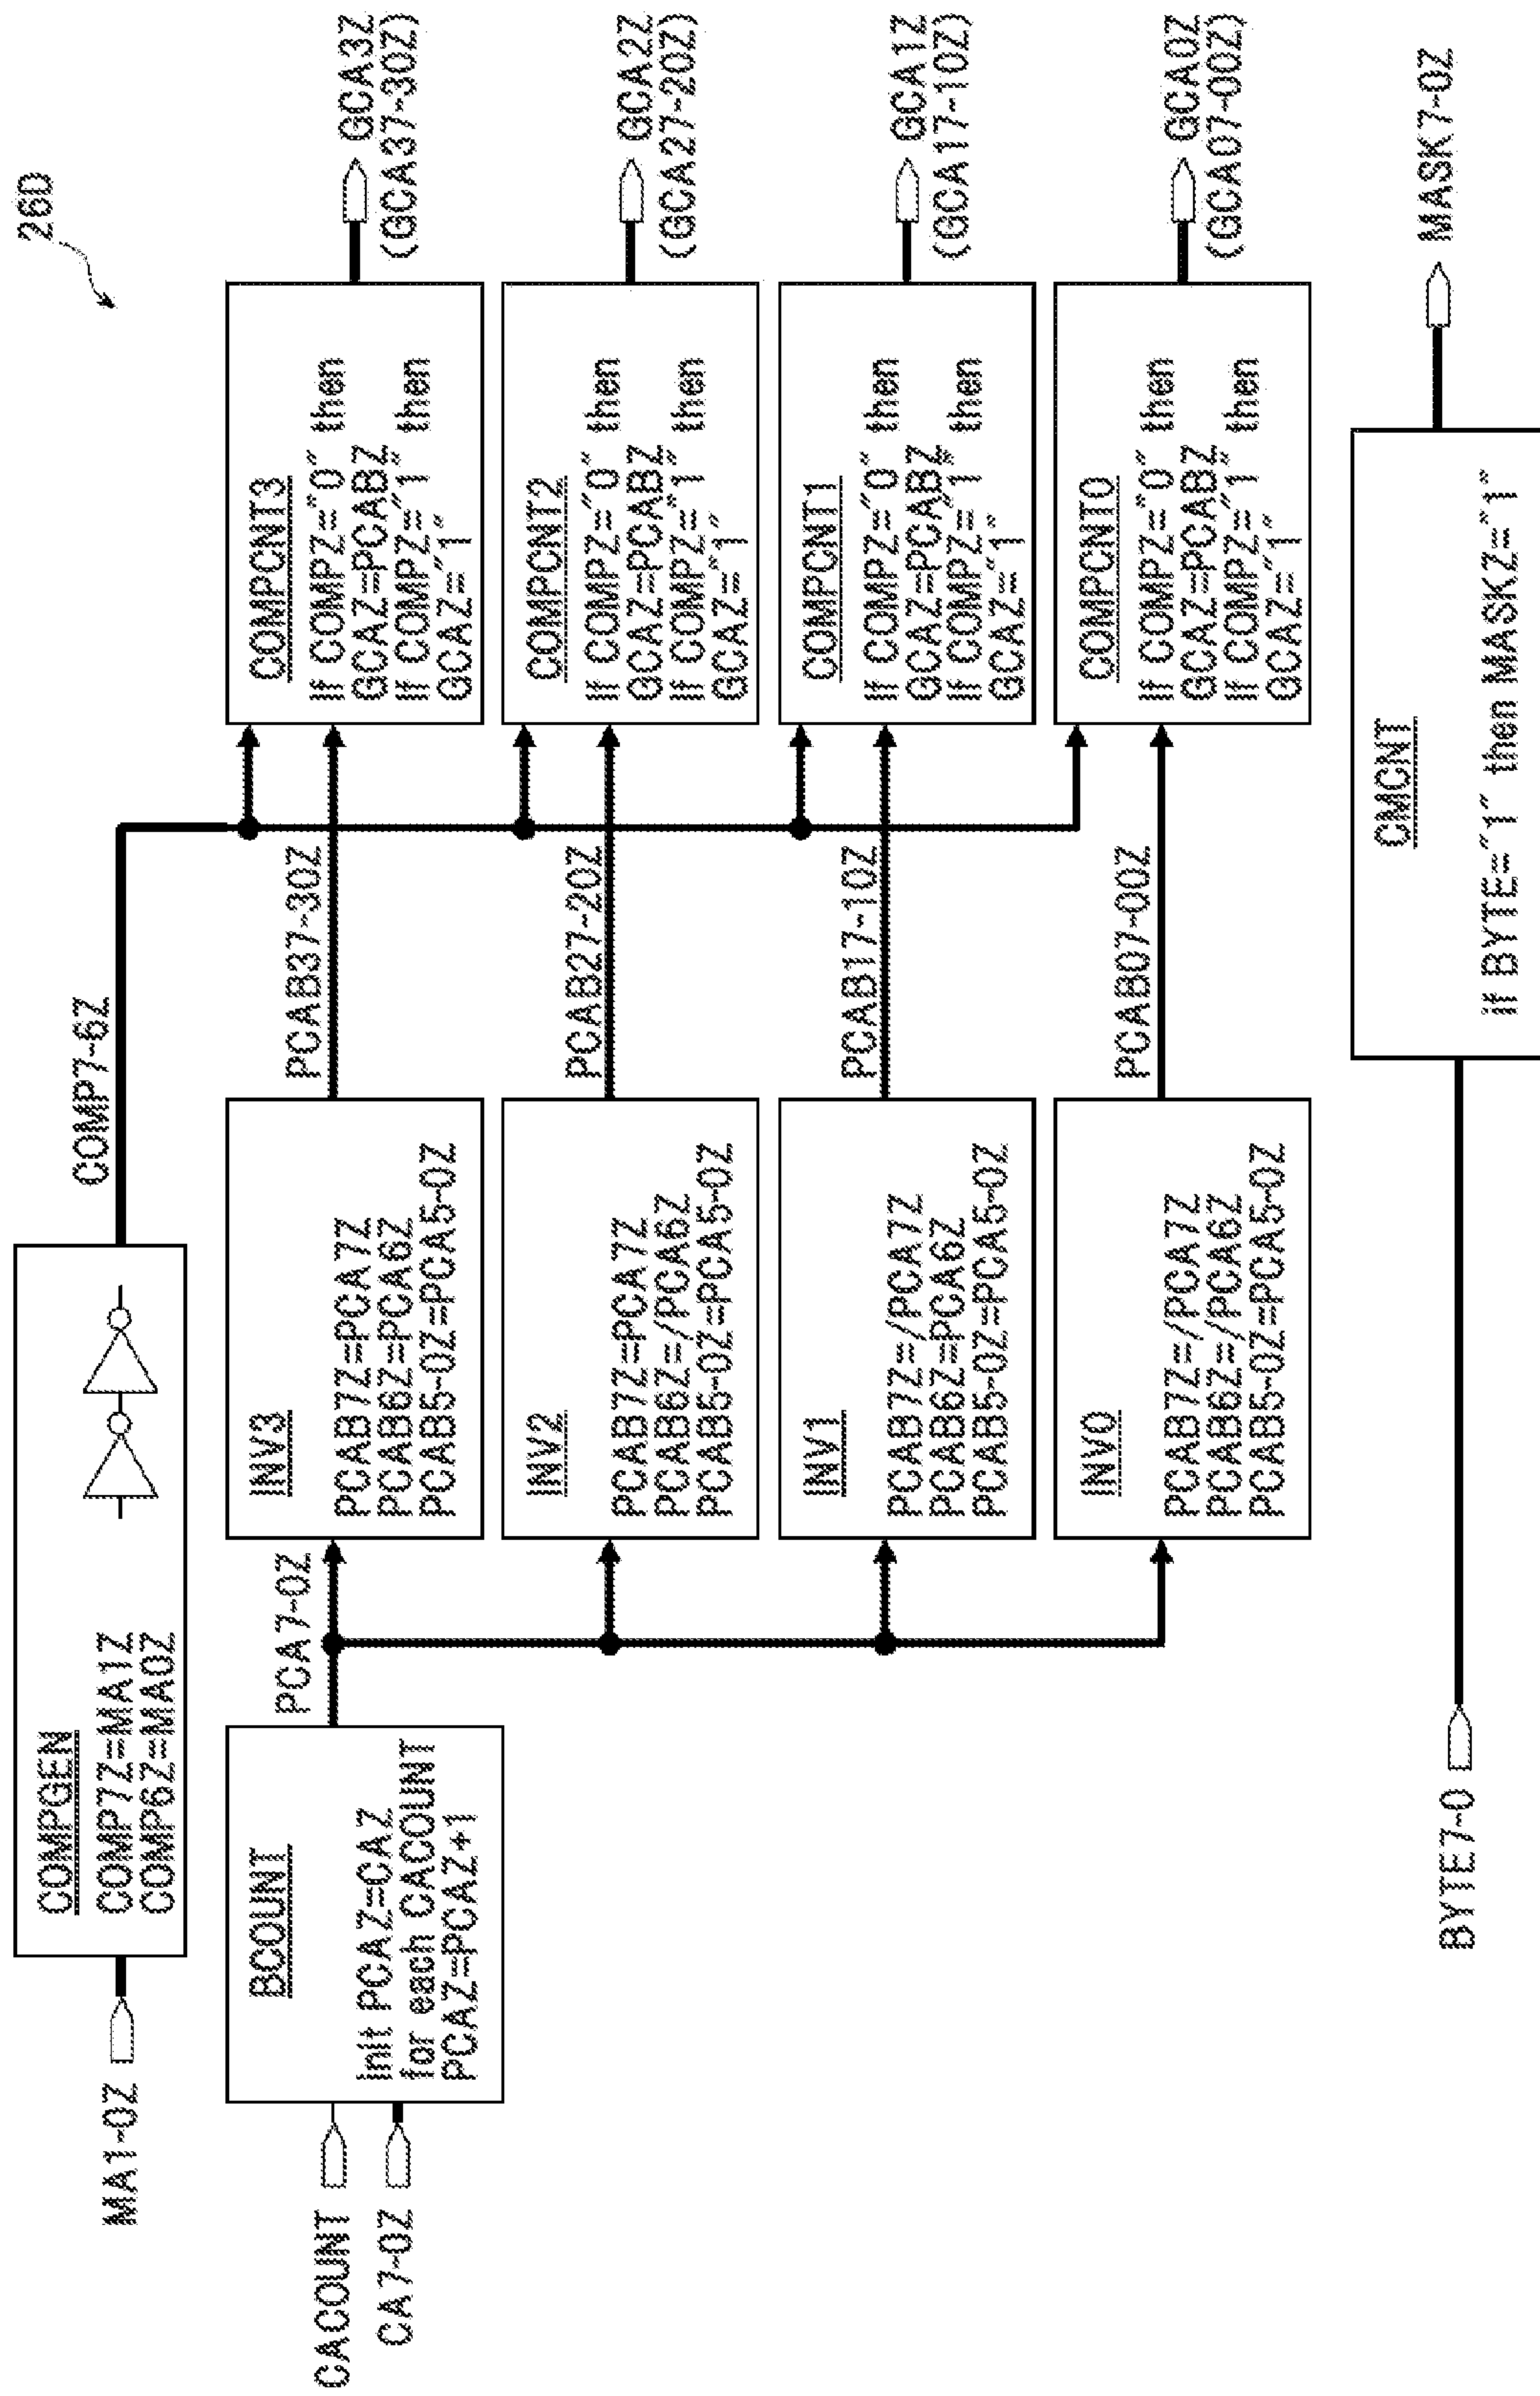 26D
MA1-0Z
COMPGEN
COMP7Z=MA1Z
COMP6Z=MA0Z
COMP7-6Z
CACOUNT
CA7-0Z
BCOUNT
init PCAZ=CAZ
for each CACOUNT
PCAZ=PCAZ+1
PCA7-0Z
INV3
PCAB7Z=PCA7Z
PCAB6Z=PCA6Z
PCAB5-0Z=PCA5-0Z
PCAB37-30Z
COMPCNT3
If COMPZ="0" then
GCAZ=PCABZ
If COMPZ="1" then
GCAZ="1"
GCA3Z
(GCA37-30Z)
INV2
PCAB7Z=PCA7Z
PCAB6Z=/PCA6Z
PCAB5-0Z=PCA5-0Z
PCAB27-20Z
COMPCNT2
If COMPZ="0" then
GCAZ=PCABZ
If COMPZ="1" then
GCAZ="1"
GCA2Z
(GCA27-20Z)
INV1
PCAB7Z=/PCA7Z
PCAB6Z=PCA6Z
PCAB5-0Z=PCA5-0Z
PCAB17-10Z
COMPCNT1
If COMPZ="0" then
GCAZ=PCABZ
If COMPZ="1" then
GCAZ="1"
GCA1Z
(GCA17-10Z)
INV0
PCAB7Z=/PCA7Z
PCAB6Z=/PCA6Z
PCAB5-0Z=PCA5-0Z
PCAB07-00Z
COMPCNT0
If COMPZ="0" then
GCAZ=PCABZ
If COMPZ="1" then
GCAZ="1"
GCA0Z
(GCA07-00Z)
BYTE7-0
CMCNT
If BYTE="1" then MASKZ="1"
MASK7-0Z